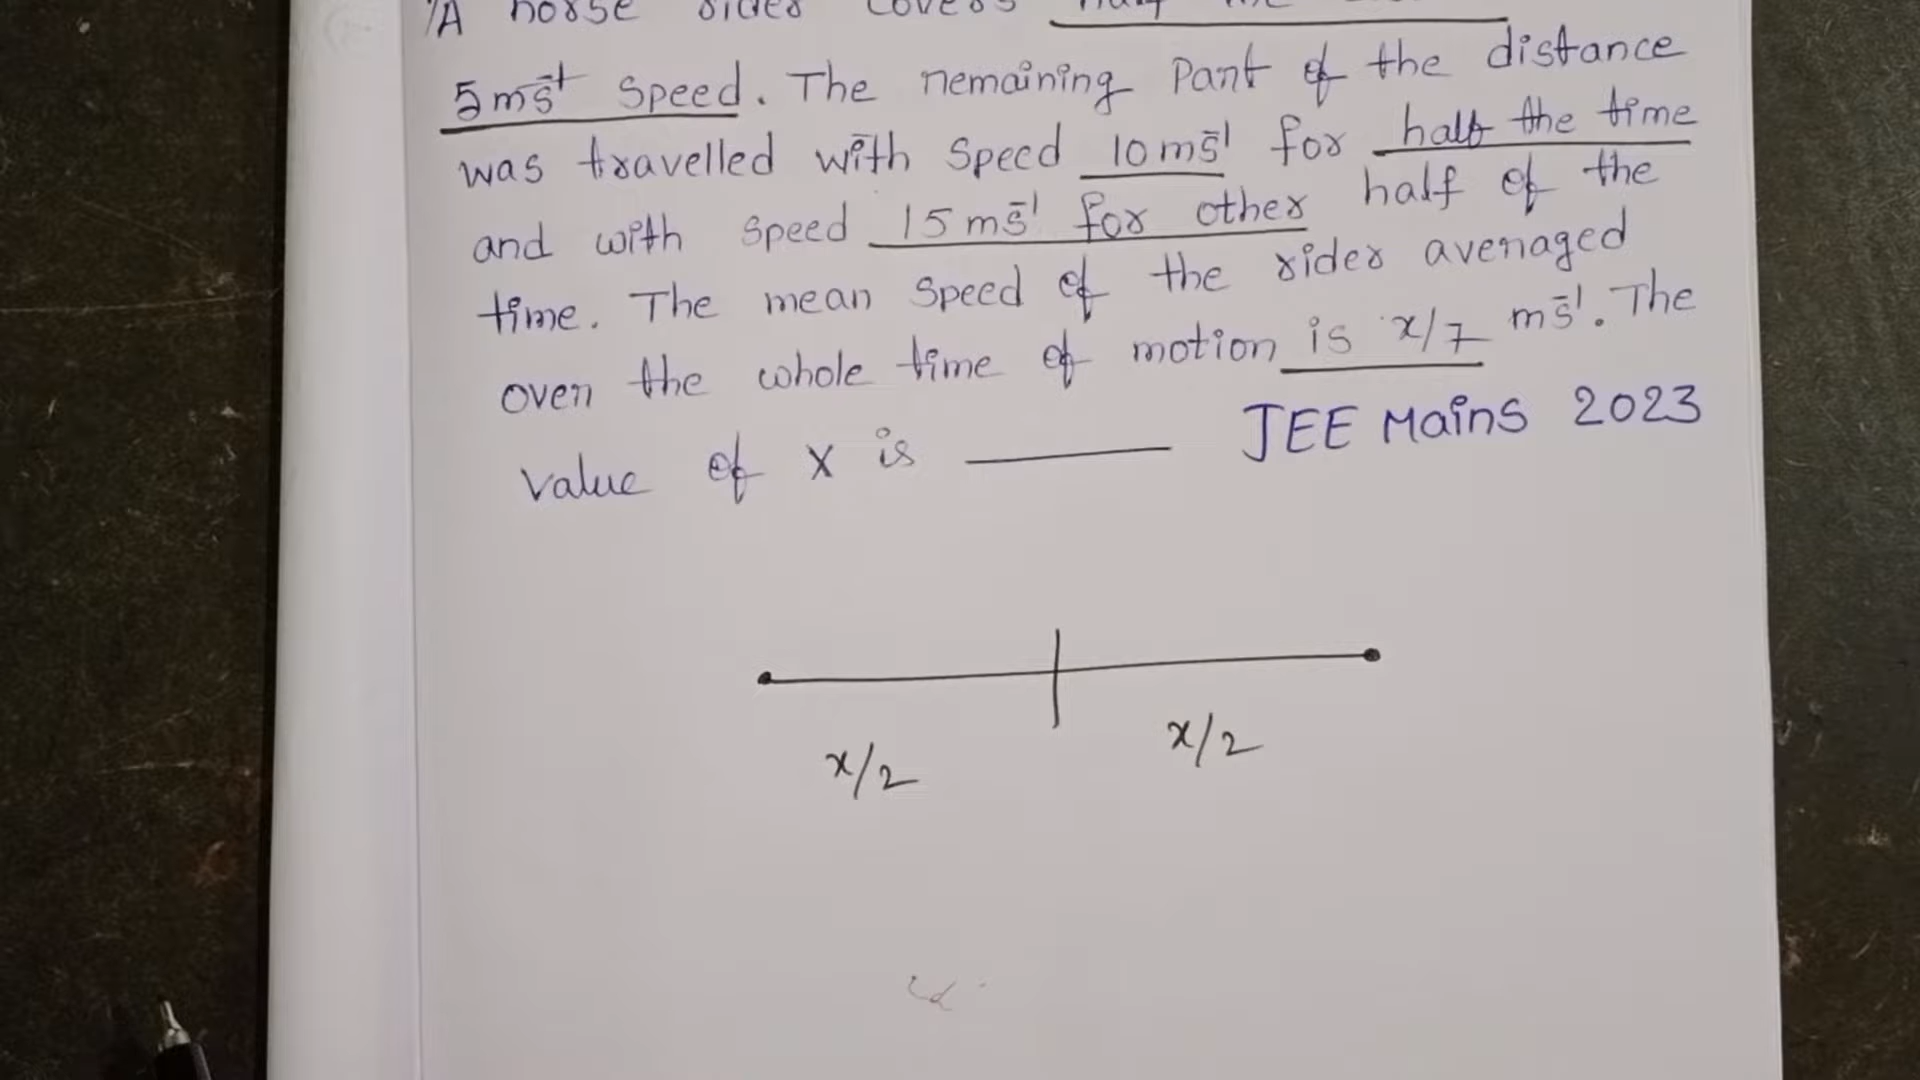 A horse rider covers half the
5 ms⁻¹ speed. The remaining part of the distance
was travelled with speed 10 ms⁻¹ for half the time
and with speed 15 ms⁻¹ for other half of the
time. The mean speed of the rider averaged
over the whole time of motion is x/7 ms⁻¹. The
value of x is ______ JEE Mains 2023
x/2 x/2